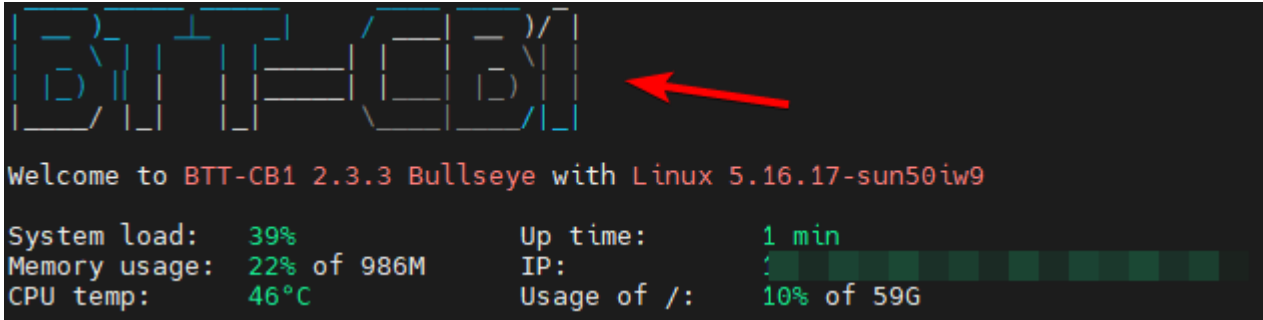 BTT-CB1
Welcome to BTT-CB1 2.3.3 Bullseye with Linux 5.16.17-sun50iw9
System load: 39% Up time: 1 min
Memory usage: 22% of 986M IP:
CPU temp: 46°C Usage of /: 10% of 59G